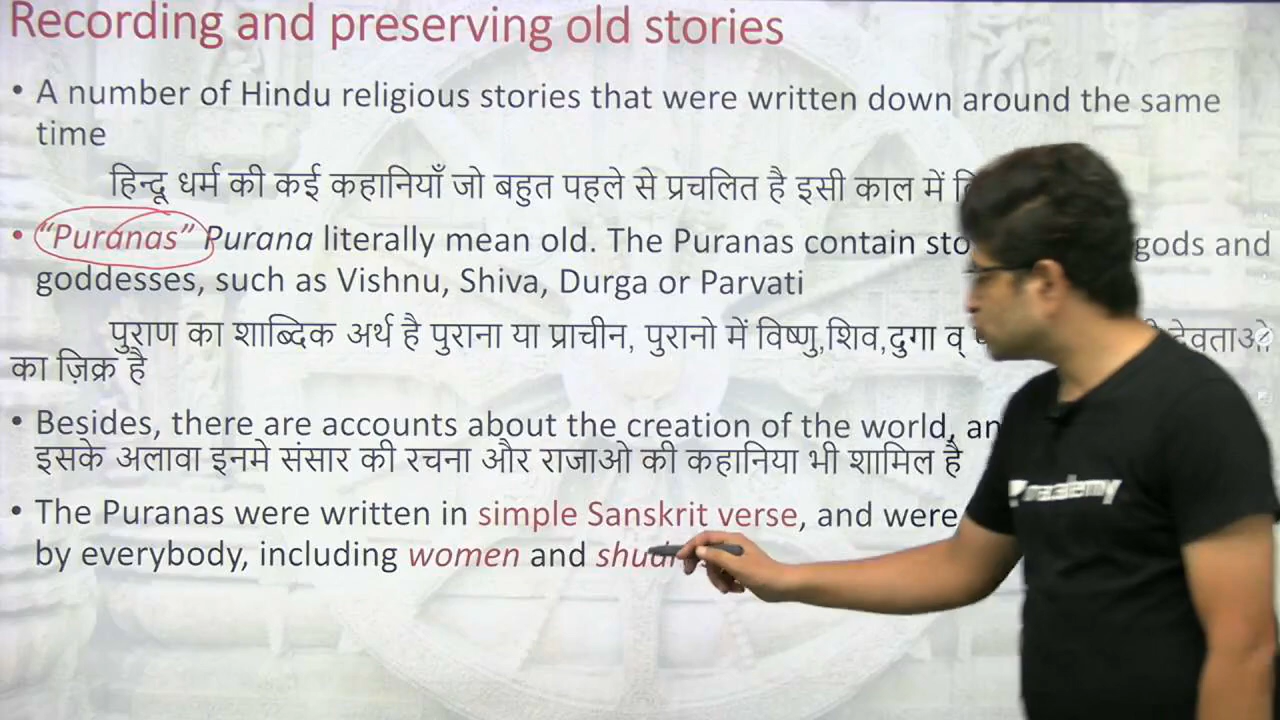 Recording and preserving old stories
• A number of Hindu religious stories that were written down around the same
time
हिन्दू धर्म की कई कहानियाँ जो बहुत पहले से प्रचलित है इसी काल में
• “Puranas” Purana literally mean old. The Puranas contain gods and
goddesses, such as Vishnu, Shiva, Durga or Parvati
पुराण का शाब्दिक अर्थ है पुराना या प्राचीन, पुरानो में विष्णु,शिव,दुगा व् देवताओ
का ज़िक्र है
• Besides, there are accounts about the creation of the world,
इसके अलावा इनमे संसार की रचना और राजाओ की कहानिया भी शामिल है
• The Puranas were written in simple Sanskrit verse, and were
by everybody, including women and